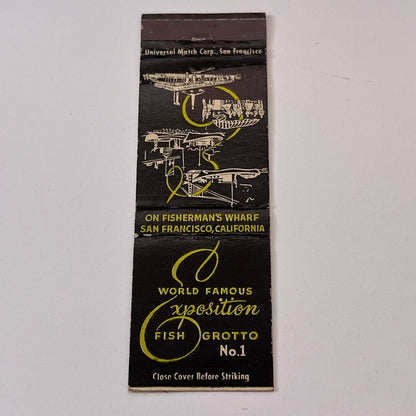 Universal Match Corp., San Francisco
ON FISHERMAN'S WHARF
SAN FRANCISCO, CALIFORNIA
WORLD FAMOUS
Exposition
FISH GROTTO
No. 1
Close Cover Before Striking